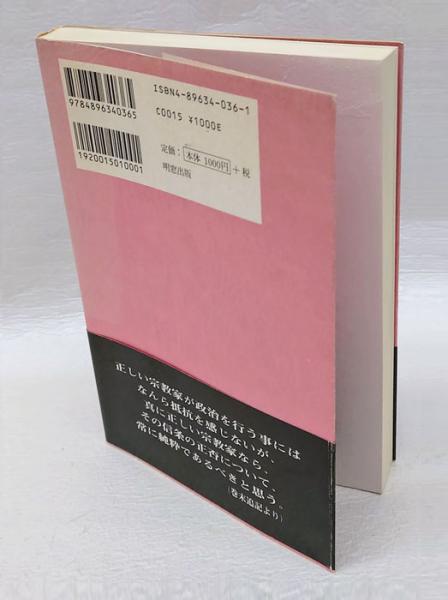 ISBN4-89634-036-1
C0015 ¥1000E
9784896340365
1920015010001
定価：本体 1000円+税
明窓出版
正しい宗教家が政治を行う事には
なんら抵抗を感じないが、
真に正しい宗教家なら、
その信条の正否について、
常に純粋であるべきと思う。
(巻末追記より)